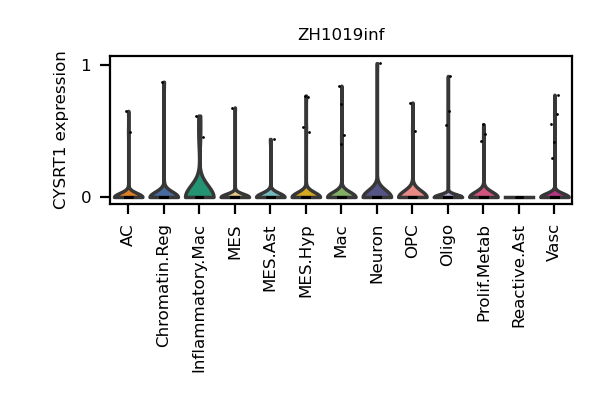 ZH1019inf
CYSRT1 expression
1
0
AC
Chromatin.Reg
Inflammatory.Mac
MES
MES.Ast
MES.Hyp
Mac
Neuron
OPC
Oligo
Prolif.Metab
Reactive.Ast
Vasc